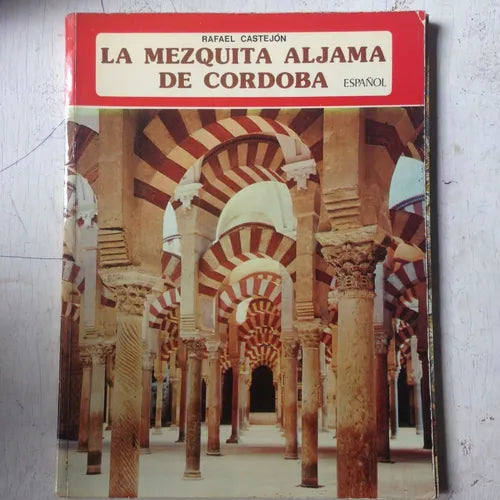 RAFAEL CASTEJÓN
LA MEZQUITA ALJAMA
DE CORDOBA ESPAÑOL